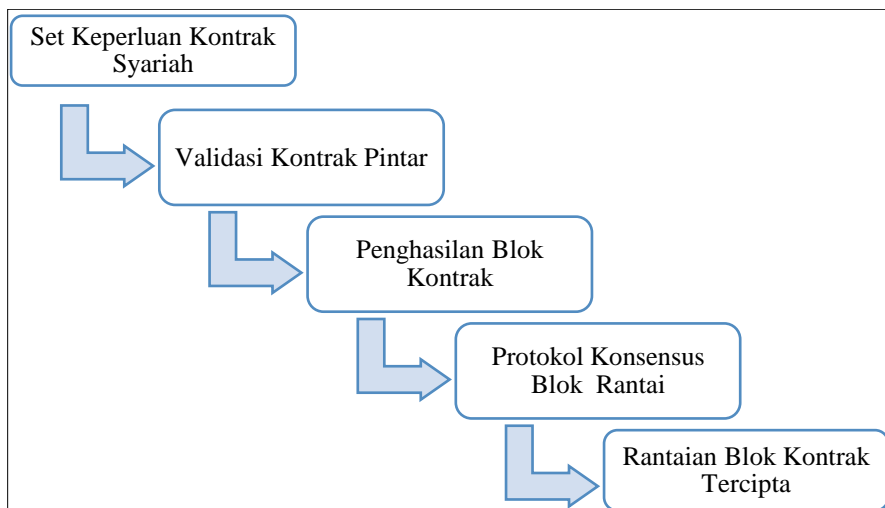 Set Keperluan Kontrak
Syariah
Validasi Kontrak Pintar
Penghasilan Blok
Kontrak
Protokol Konsensus
Blok Rantai
Rantaian Blok Kontrak
Tercipta